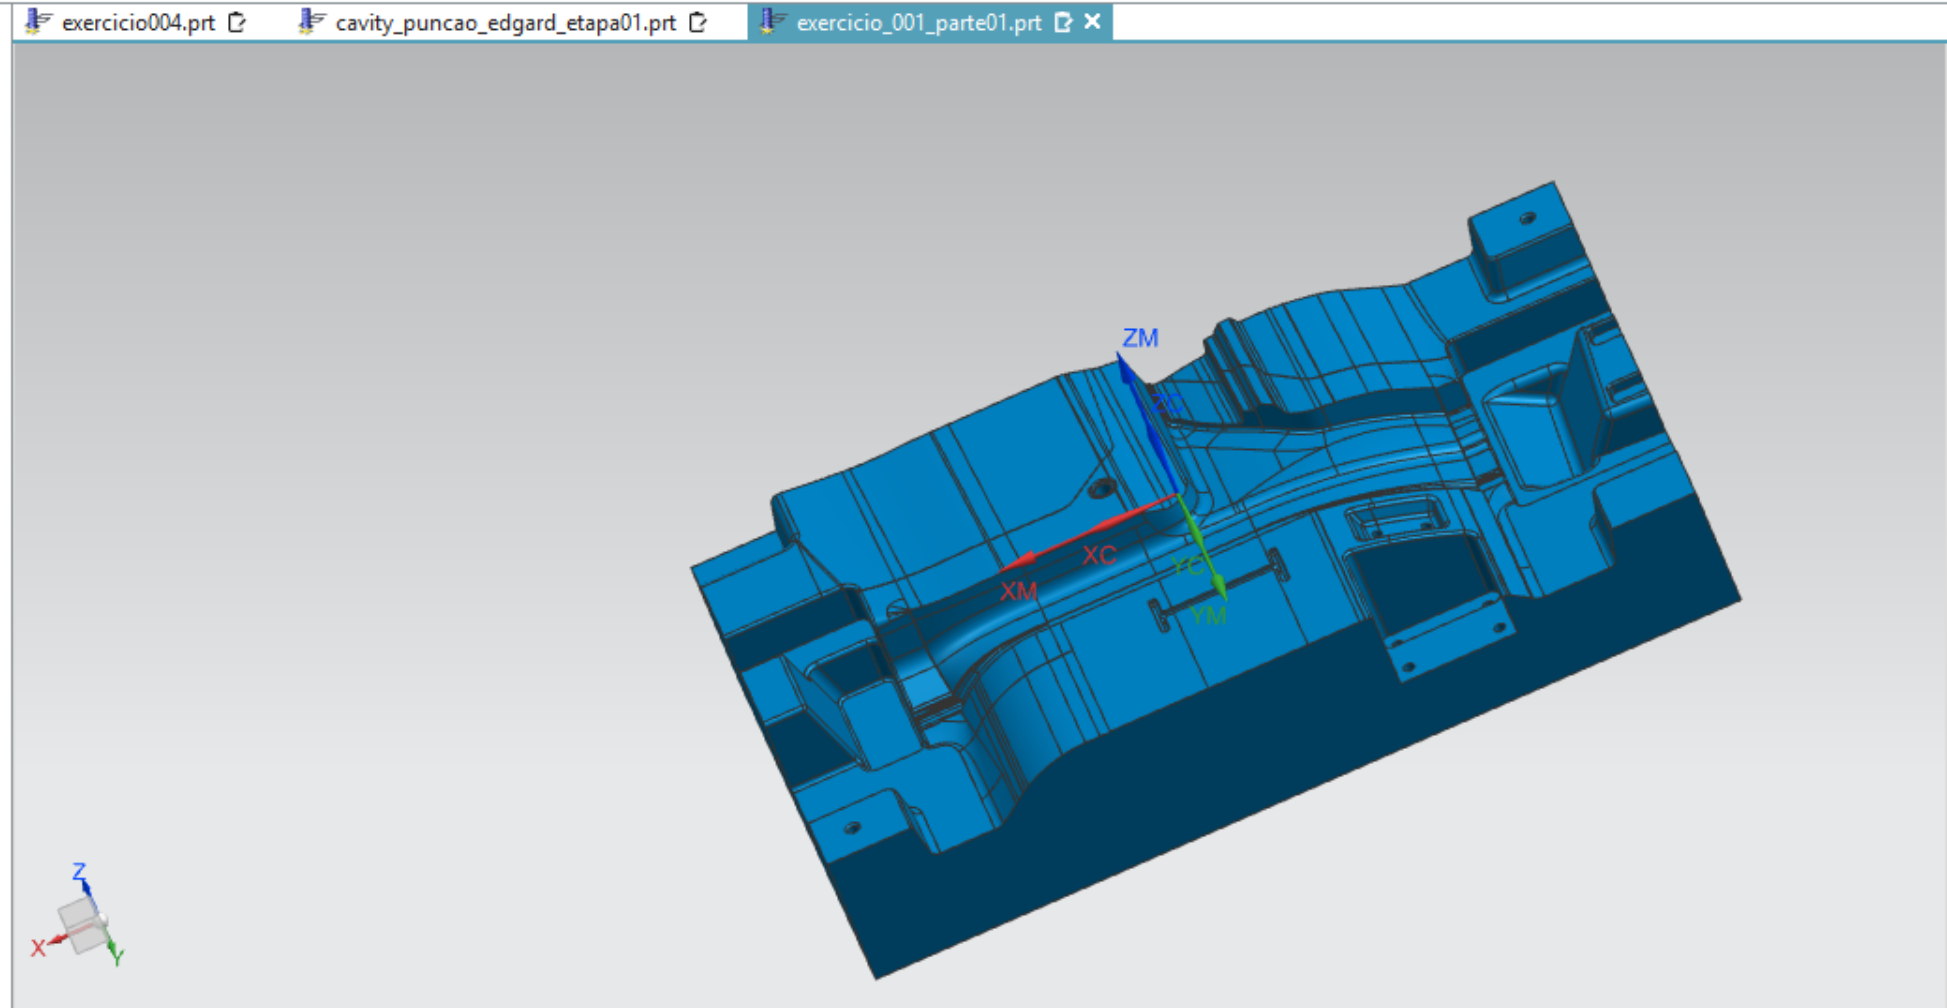 exercicio004.prt cavity_puncao_edgard_etapa01.prt exercicio_001_parte01.prt
ZM
ZC
XC
YC
XM
YM
Z
X
Y